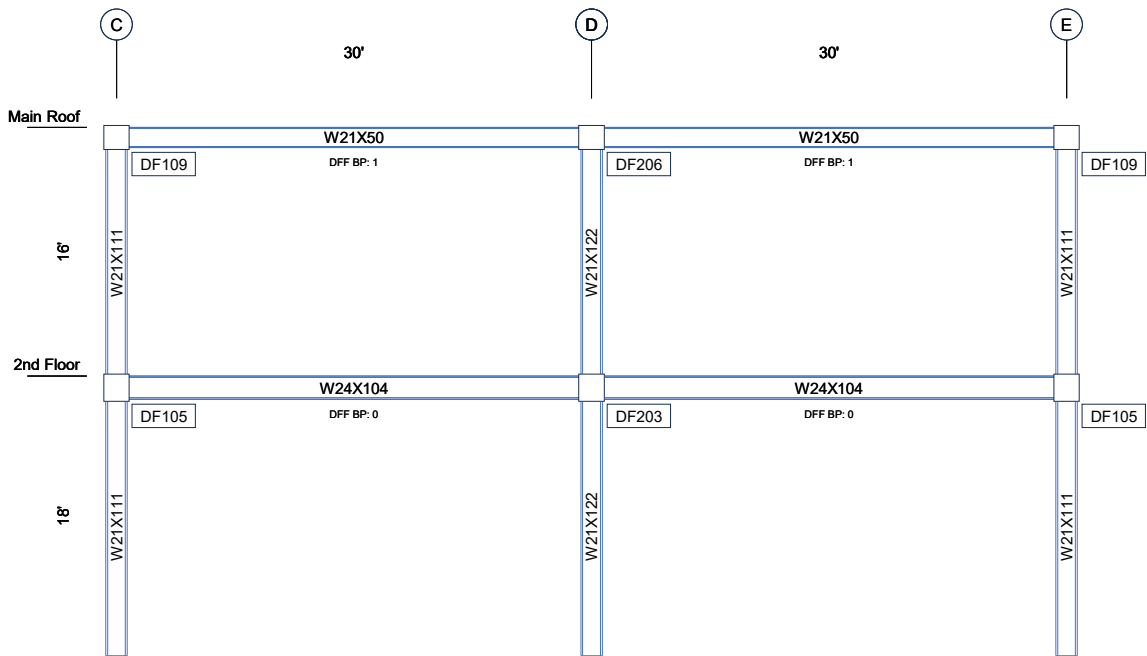 C
D
E
30'
30'
Main Roof
W21X50
W21X50
DF109
DFF BP: 1
DF206
DFF BP: 1
DF109
16'
W21X111
W21X122
W21X111
2nd Floor
W24X104
W24X104
DF105
DFF BP: 0
DF203
DFF BP: 0
DF105
18'
W21X111
W21X122
W21X111